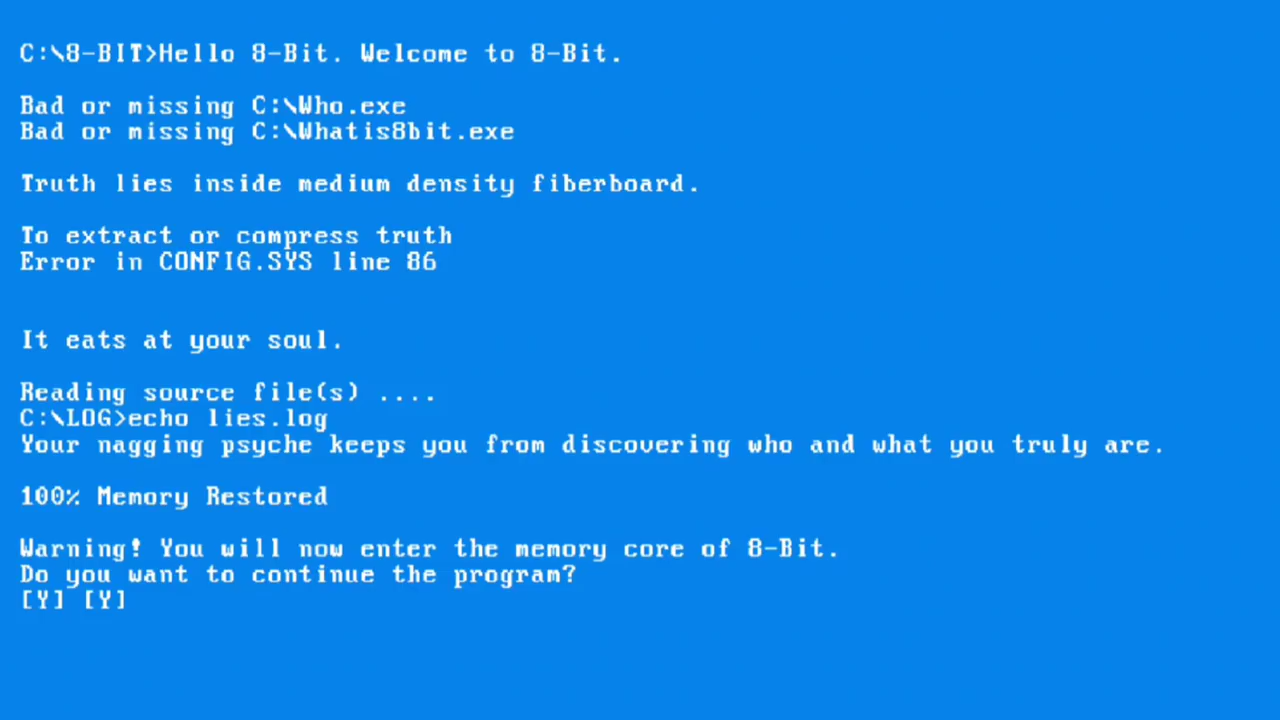 C:\8-BIT>Hello 8-Bit. Welcome to 8-Bit.
Bad or missing C:\Who.exe
Bad or missing C:\Whatis8bit.exe
Truth lies inside medium density fiberboard.
To extract or compress truth
Error in CONFIG.SYS line 86
It eats at your soul.
Reading source file(s) ....
C:\LOG>echo lies.log
Your nagging psyche keeps you from discovering who and what you truly are.
100% Memory Restored
Warning! You will now enter the memory core of 8-Bit.
Do you want to continue the program?
[Y] [Y]